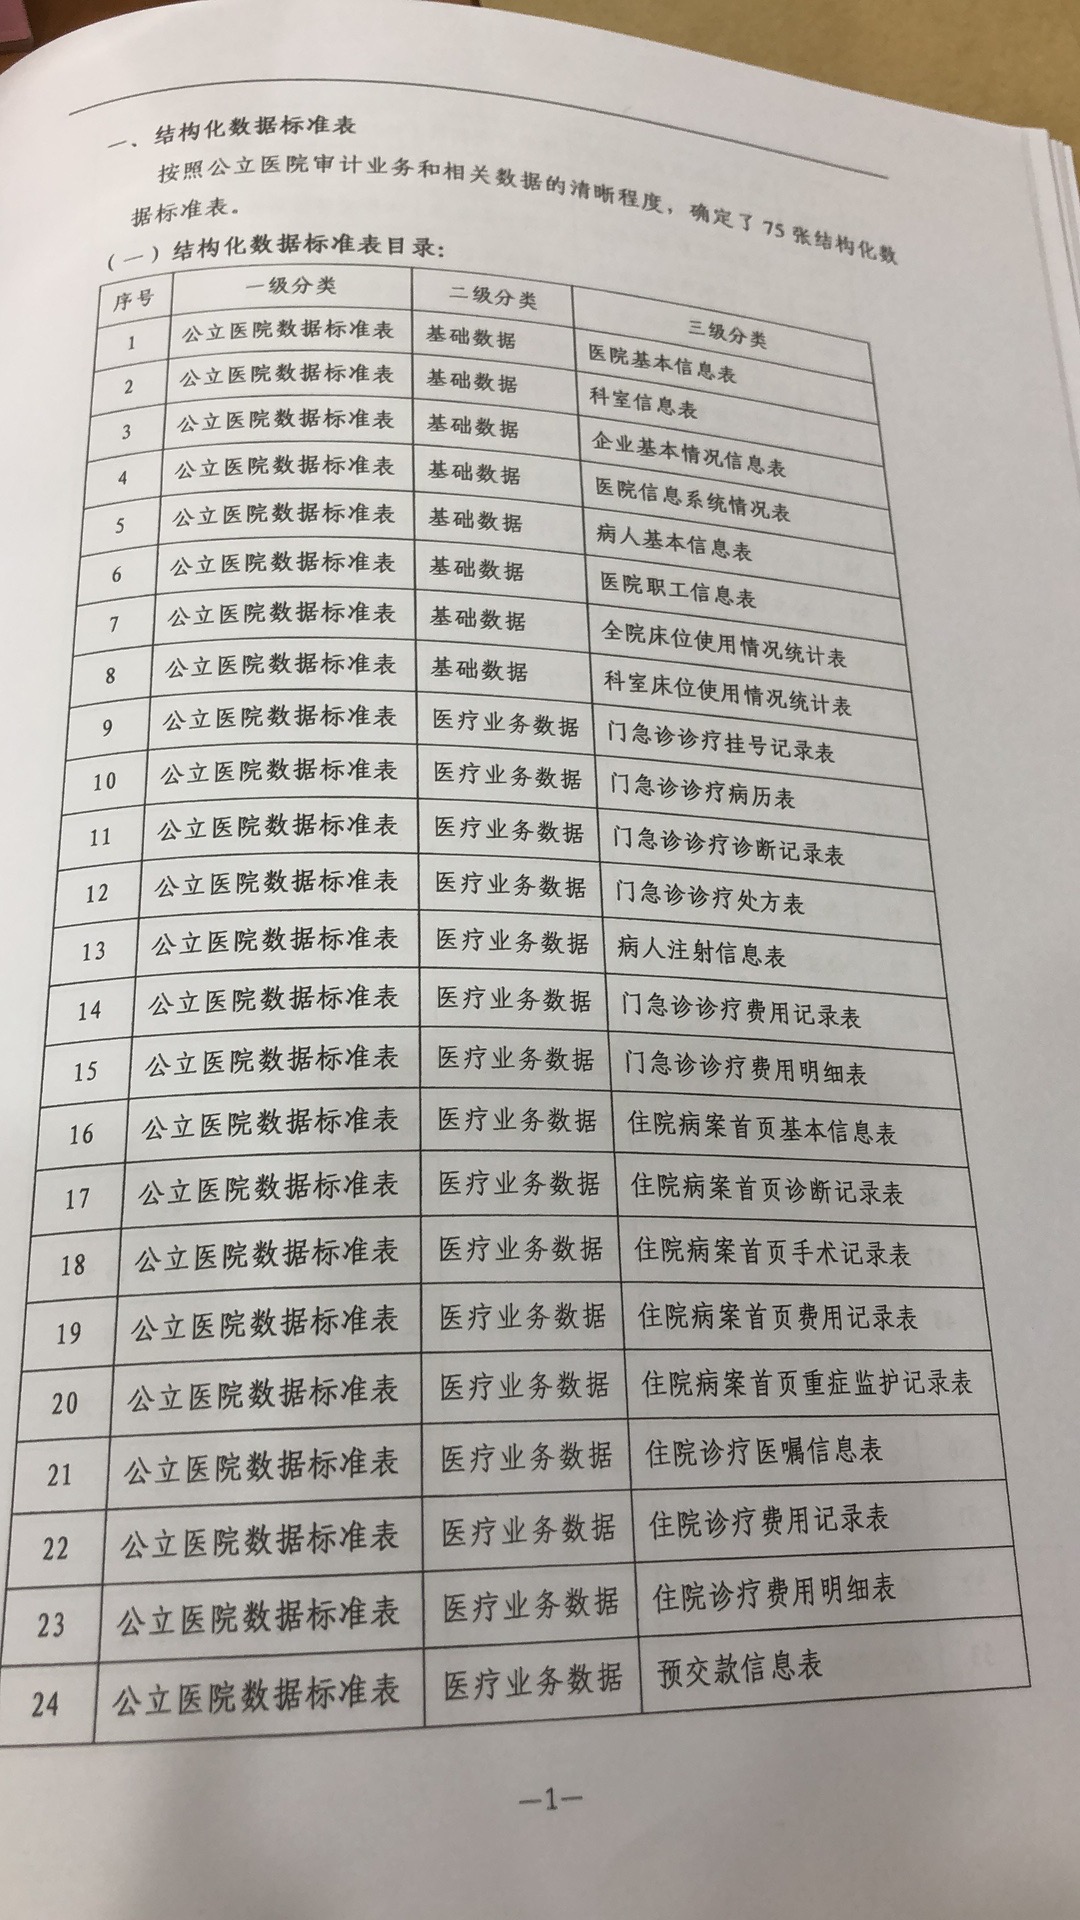 一、结构化数据标准表
按照公立医院审计业务和相关数据的清晰程度，确定了 75 张结构化数
据标准表。
（一）结构化数据标准表目录：
序号 一级分类 二级分类 三级分类
1 公立医院数据标准表 基础数据 医院基本信息表
2 公立医院数据标准表 基础数据 科室信息表
3 公立医院数据标准表 基础数据 企业基本情况信息表
4 公立医院数据标准表 基础数据 医院信息系统情况表
5 公立医院数据标准表 基础数据 病人基本信息表
6 公立医院数据标准表 基础数据 医院职工信息表
7 公立医院数据标准表 基础数据 全院床位使用情况统计表
8 公立医院数据标准表 基础数据 科室床位使用情况统计表
9 公立医院数据标准表 医疗业务数据 门急诊诊疗挂号记录表
10 公立医院数据标准表 医疗业务数据 门急诊诊疗病历表
11 公立医院数据标准表 医疗业务数据 门急诊诊疗诊断记录表
12 公立医院数据标准表 医疗业务数据 门急诊诊疗处方表
13 公立医院数据标准表 医疗业务数据 病人注射信息表
14 公立医院数据标准表 医疗业务数据 门急诊诊疗费用记录表
15 公立医院数据标准表 医疗业务数据 门急诊诊疗费用明细表
16 公立医院数据标准表 医疗业务数据 住院病案首页基本信息表
17 公立医院数据标准表 医疗业务数据 住院病案首页诊断记录表
18 公立医院数据标准表 医疗业务数据 住院病案首页手术记录表
19 公立医院数据标准表 医疗业务数据 住院病案首页费用记录表
20 公立医院数据标准表 医疗业务数据 住院病案首页重症监护记录表
21 公立医院数据标准表 医疗业务数据 住院诊疗医嘱信息表
22 公立医院数据标准表 医疗业务数据 住院诊疗费用记录表
23 公立医院数据标准表 医疗业务数据 住院诊疗费用明细表
24 公立医院数据标准表 医疗业务数据 预交款信息表
—1—